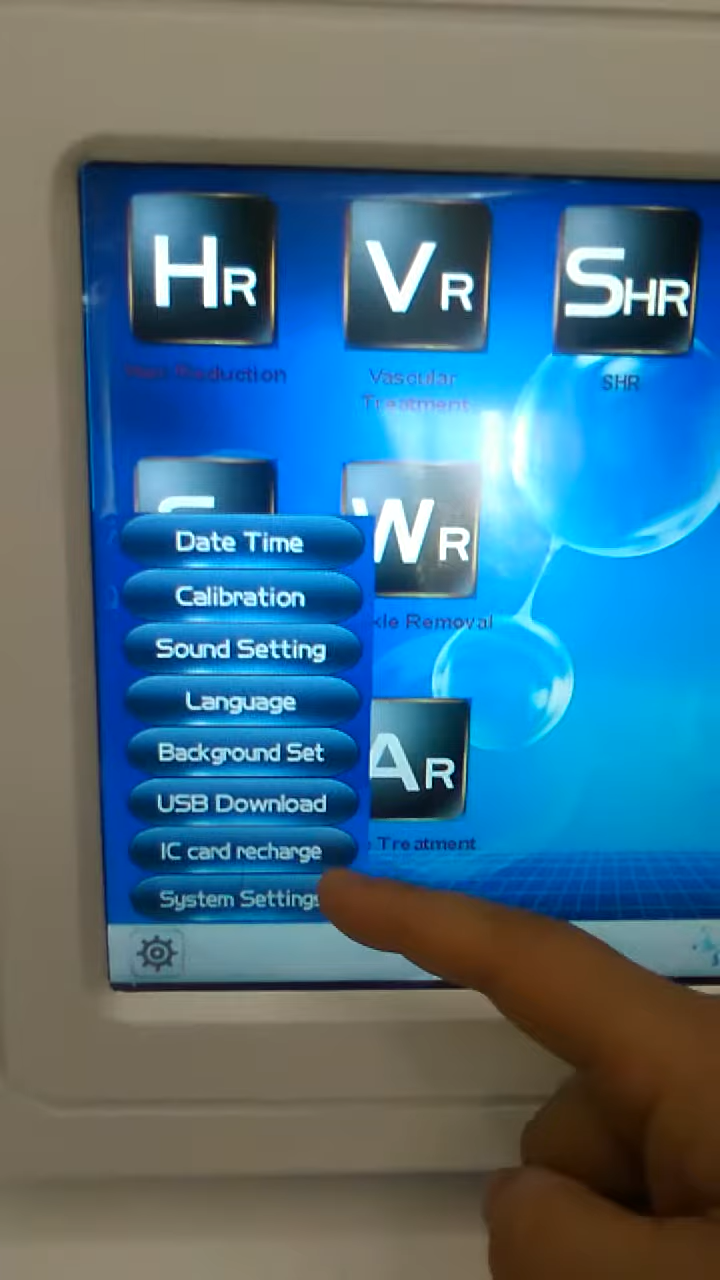 HR
VR
SHR
Reduction
Vascular
Treatment
SHR
WR
kle Removal
Date Time
Calibration
Sound Setting
Language
Background Set
USB Download
IC card recharge
System Settings
AR
Treatment